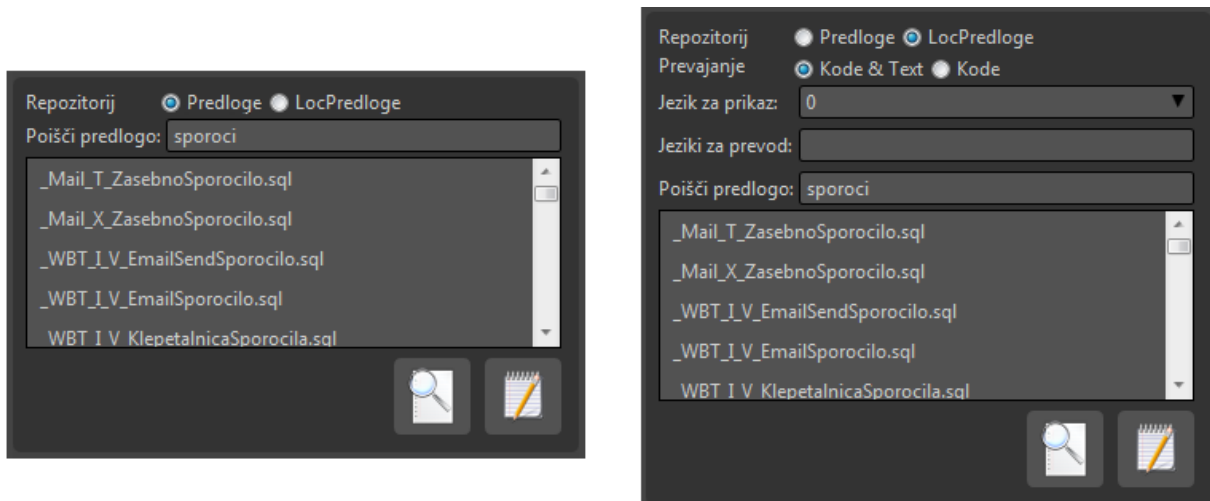 Repozitorij Predloge LocPredloge
Poišči predlogo: sporoci
_Mail_T_ZasebnoSporocilo.sql
_Mail_X_ZasebnoSporocilo.sql
_WBT_I_V_EmailSendSporocilo.sql
_WBT_I_V_EmailSporocilo.sql
_WBT_I_V_KlepetalnicaSporocila.sql
Repozitorij Predloge LocPredloge
Prevajanje Kode & Text Kode
Jezik za prikaz: 0
Jeziki za prevod:
Poišči predlogo: sporoci
_Mail_T_ZasebnoSporocilo.sql
_Mail_X_ZasebnoSporocilo.sql
_WBT_I_V_EmailSendSporocilo.sql
_WBT_I_V_EmailSporocilo.sql
_WBT_I_V_KlepetalnicaSporocila.sql